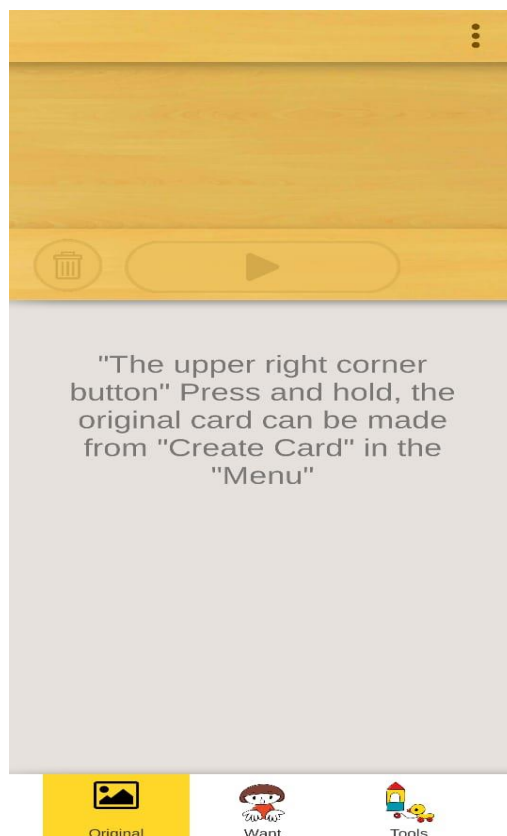 "The upper right corner
button" Press and hold, the
original card can be made
from "Create Card" in the
"Menu"
Original
Want
Tools